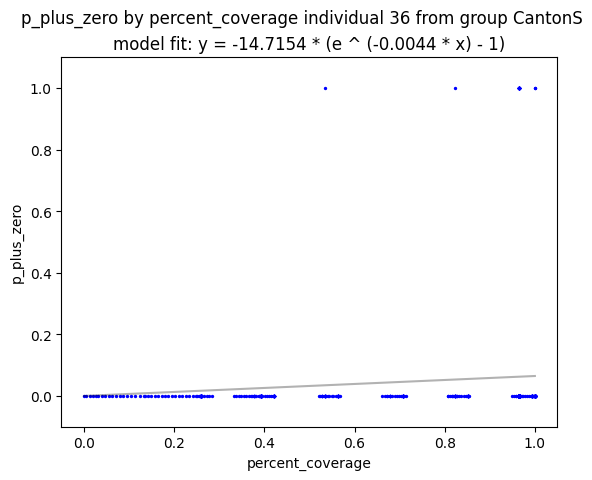 p_plus_zero by percent_coverage individual 36 from group CantonS
model fit: y = -14.7154 * (e ^ (-0.0044 * x) - 1)
1.0
0.8
0.6
0.4
0.2
0.0
p_plus_zero
0.0 0.2 0.4 0.6 0.8 1.0
percent_coverage